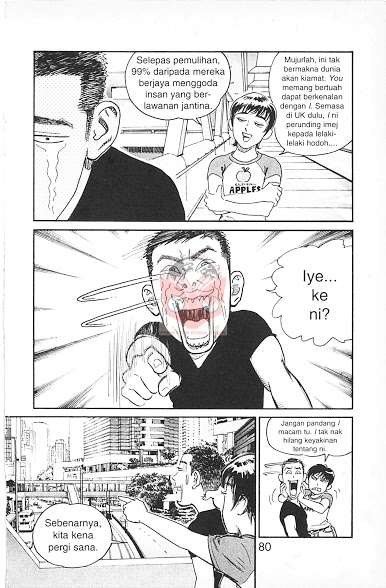 Mujurlah, ini tak
bermakna dunia
akan kiamat. You
memang bertuah
dapat berkenalan
dengan I. Semasa
di UK dulu, I ni
perunding imej
kepada lelaki-
lelaki hodoh....
Selepas pemulihan,
99% daripada mereka
berjaya menggoda
insan yang ber-
lawanan jantina.
APPLES
Iye...
ke
ni?
Jangan pandang I
macam tu. I tak nak
hilang keyakinan
tentang ni.
Sebenarnya,
kita kena
pergi sana.
80